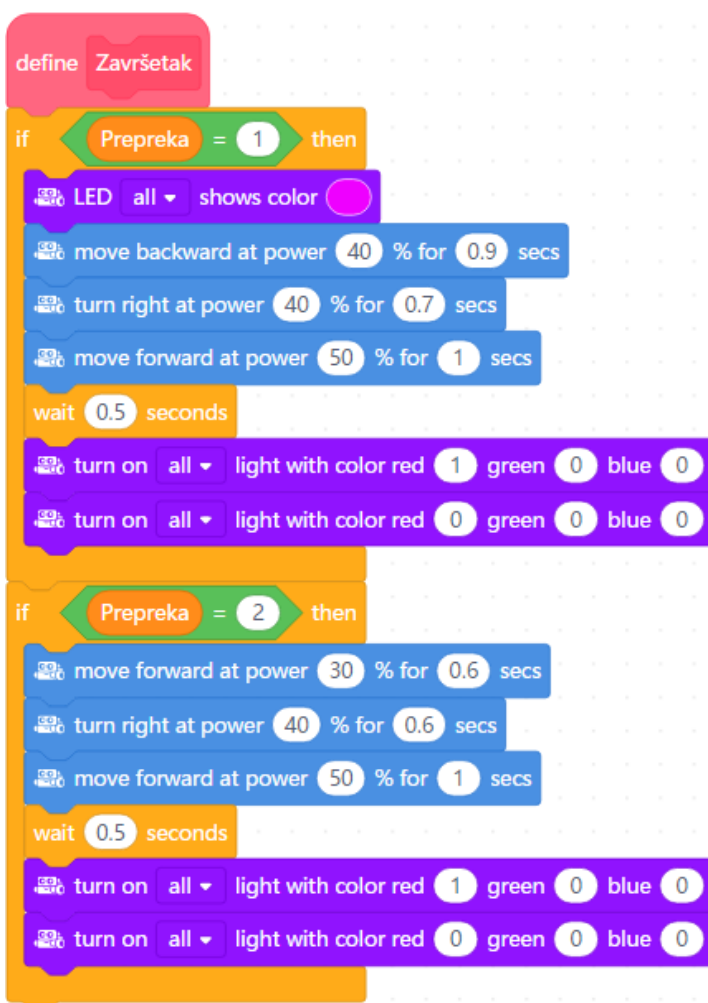 define Završetak
if Prepreka = 1 then
LED all shows color
move backward at power 40 % for 0.9 secs
turn right at power 40 % for 0.7 secs
move forward at power 50 % for 1 secs
wait 0.5 seconds
turn on all light with color red 1 green 0 blue 0
turn on all light with color red 0 green 0 blue 0
if Prepreka = 2 then
move forward at power 30 % for 0.6 secs
turn right at power 40 % for 0.6 secs
move forward at power 50 % for 1 secs
wait 0.5 seconds
turn on all light with color red 1 green 0 blue 0
turn on all light with color red 0 green 0 blue 0